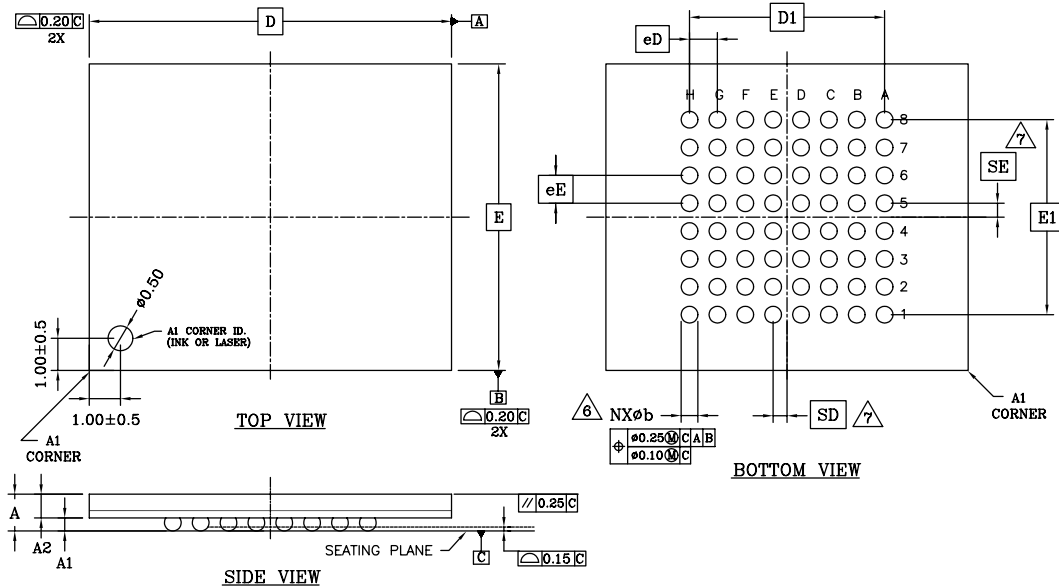 ⌓ 0.20 C
2X
D
A
E
ø0.50
A1 CORNER ID.
(INK OR LASER)
1.00±0.5
1.00±0.5
A1
CORNER
TOP VIEW
B
⌓ 0.20 C
2X
D1
eD
H G F E D C B A
8
7
6
5
4
3
2
1
7
SE
eE
E1
6
NXøb
⌖ ø0.25 Ⓜ C A B
ø0.10 Ⓜ C
SD
7
A1
CORNER
BOTTOM VIEW
A
A2
A1
// 0.25 C
SEATING PLANE
C
⌓ 0.15 C
SIDE VIEW